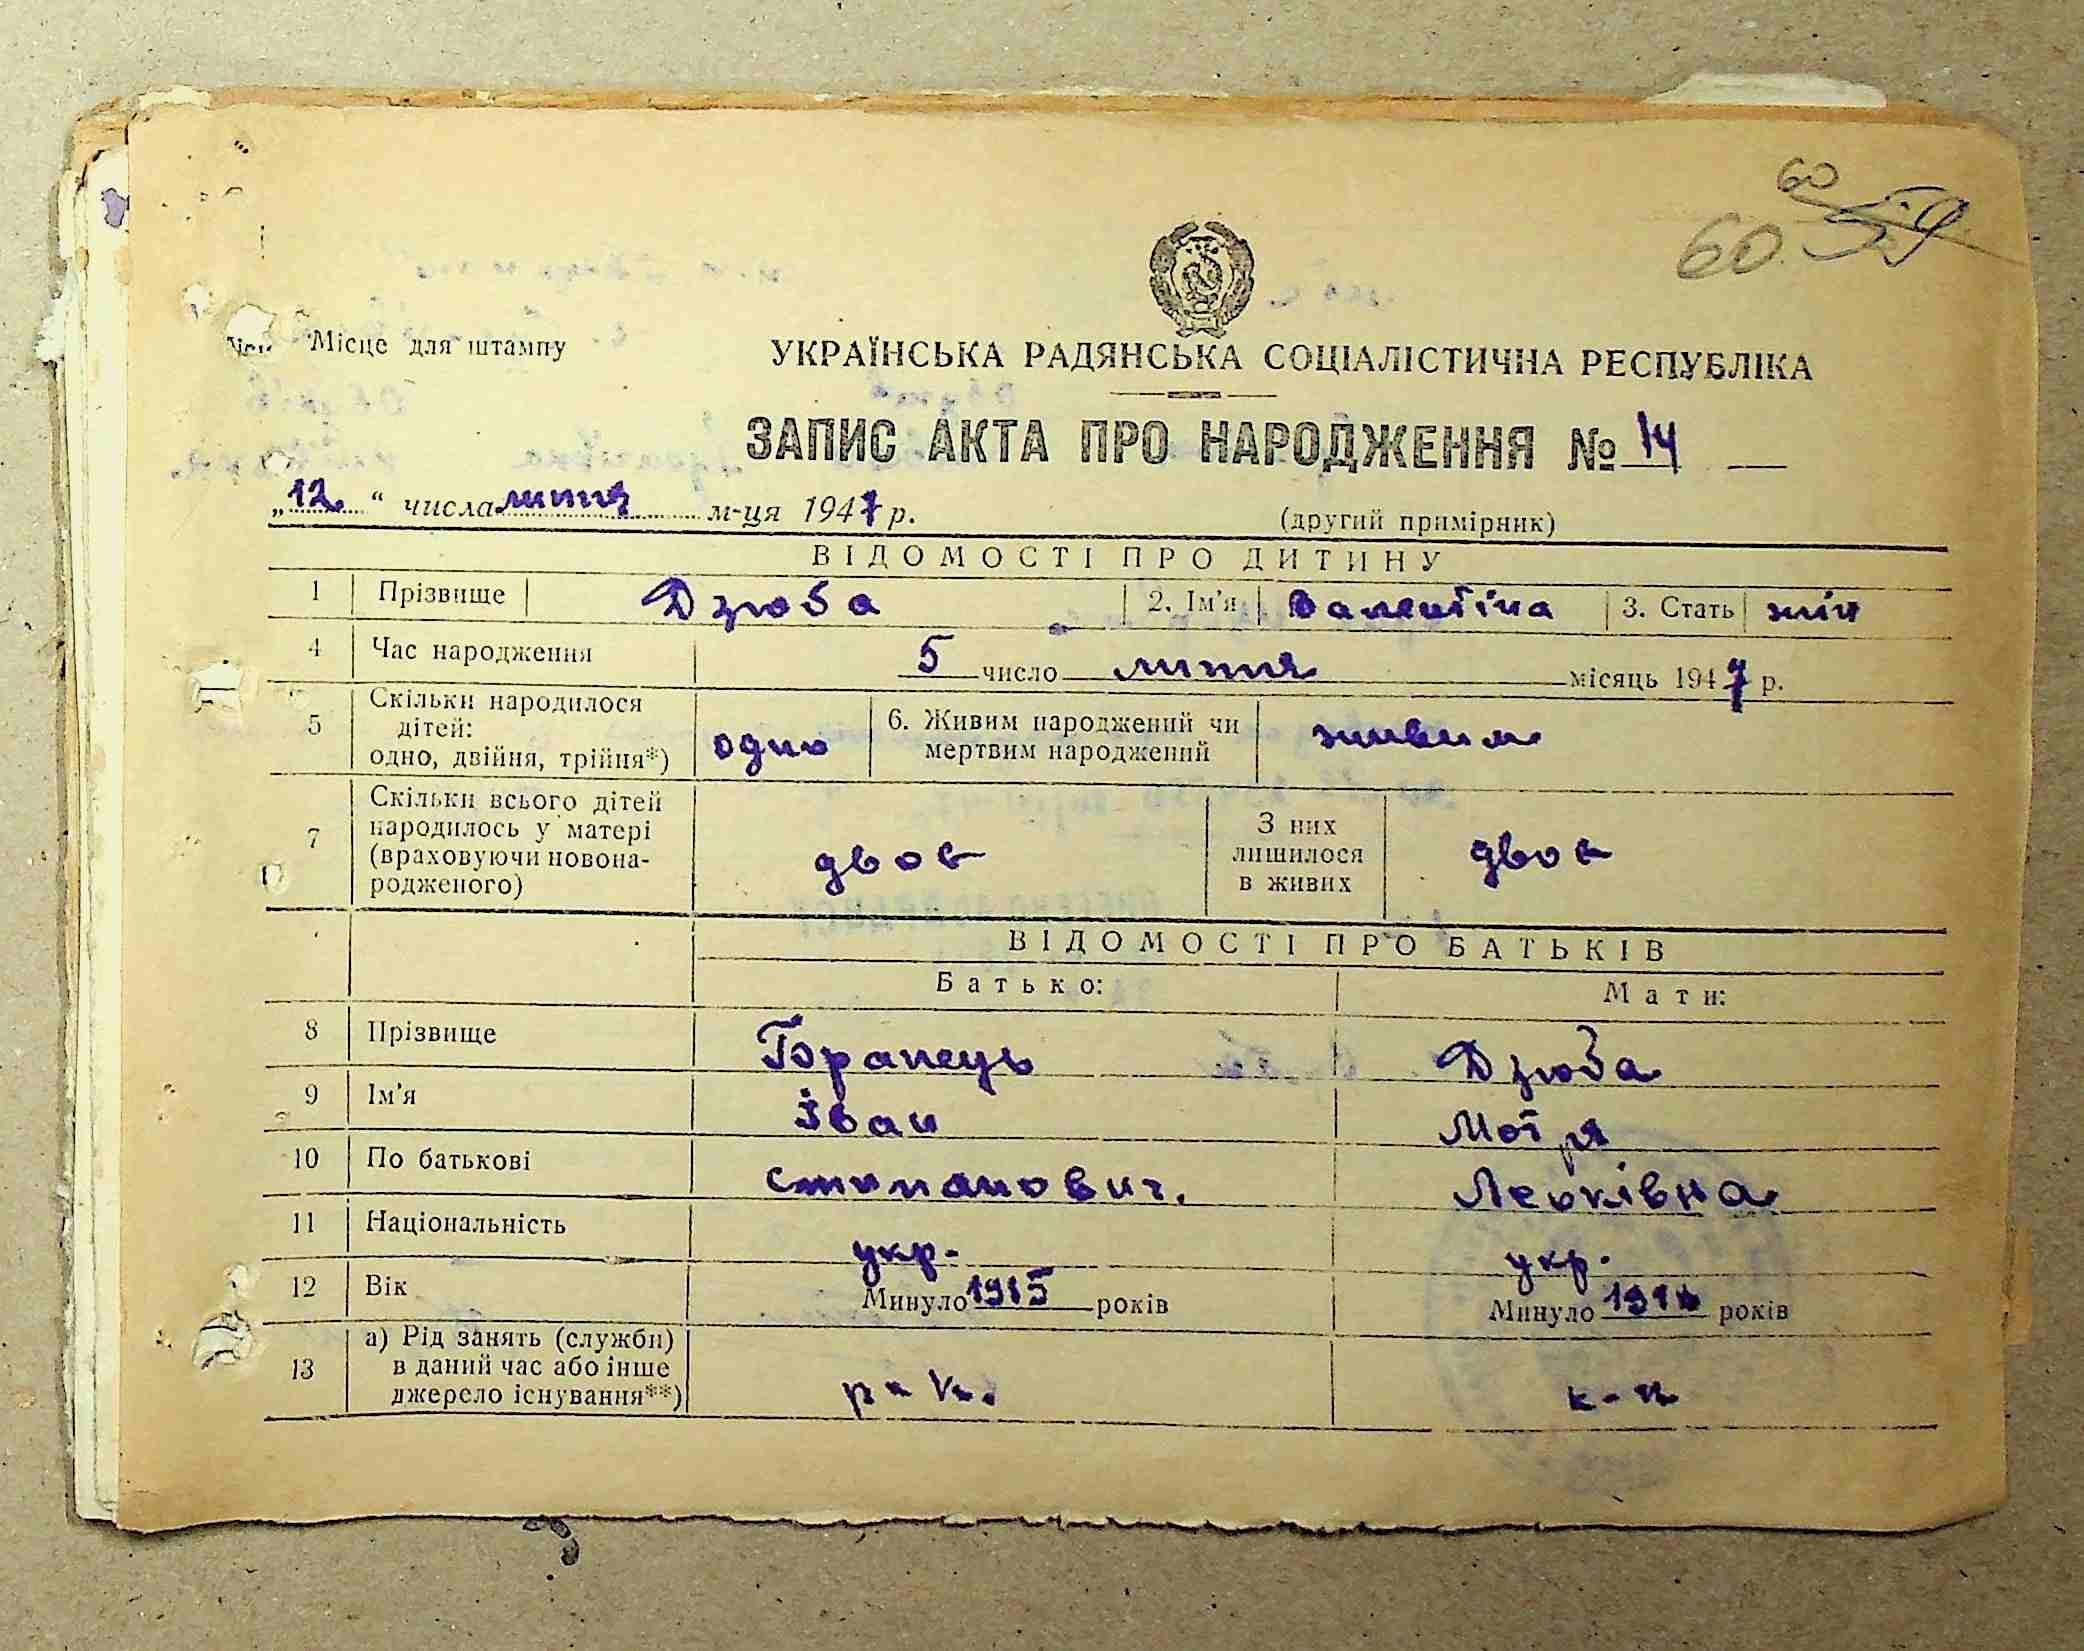 60
60 59
Місце для штампу
УКРАЇНСЬКА РАДЯНСЬКА СОЦІАЛІСТИЧНА РЕСПУБЛІКА
ЗАПИС АКТА ПРО НАРОДЖЕННЯ № 14
„12“ числа липня м-ця 1947 р.
(другий примірник)
ВІДОМОСТІ ПРО ДИТИНУ
1 Прізвище Дзюба 2. Ім'я Валентіна 3. Стать жін
4 Час народження 5 число липня місяць 1947 р.
5 Скільки народилося дітей: одно, двійня, трійня*) одно 6. Живим народжений чи мертвим народжений живим
7 Скільки всього дітей народилось у матері (враховуючи новонародженого) двоє З них лишилося в живих двоє
ВІДОМОСТІ ПРО БАТЬКІВ
Батько: Мати:
8 Прізвище Дзюба
9 Ім'я Іван Мотря
10 По батькові Степанович. Леоківна
11 Національність укр. укр.
12 Вік Минуло 1915 років Минуло років
13 а) Рід занять (служби) в даний час або інше джерело існування**) к-п